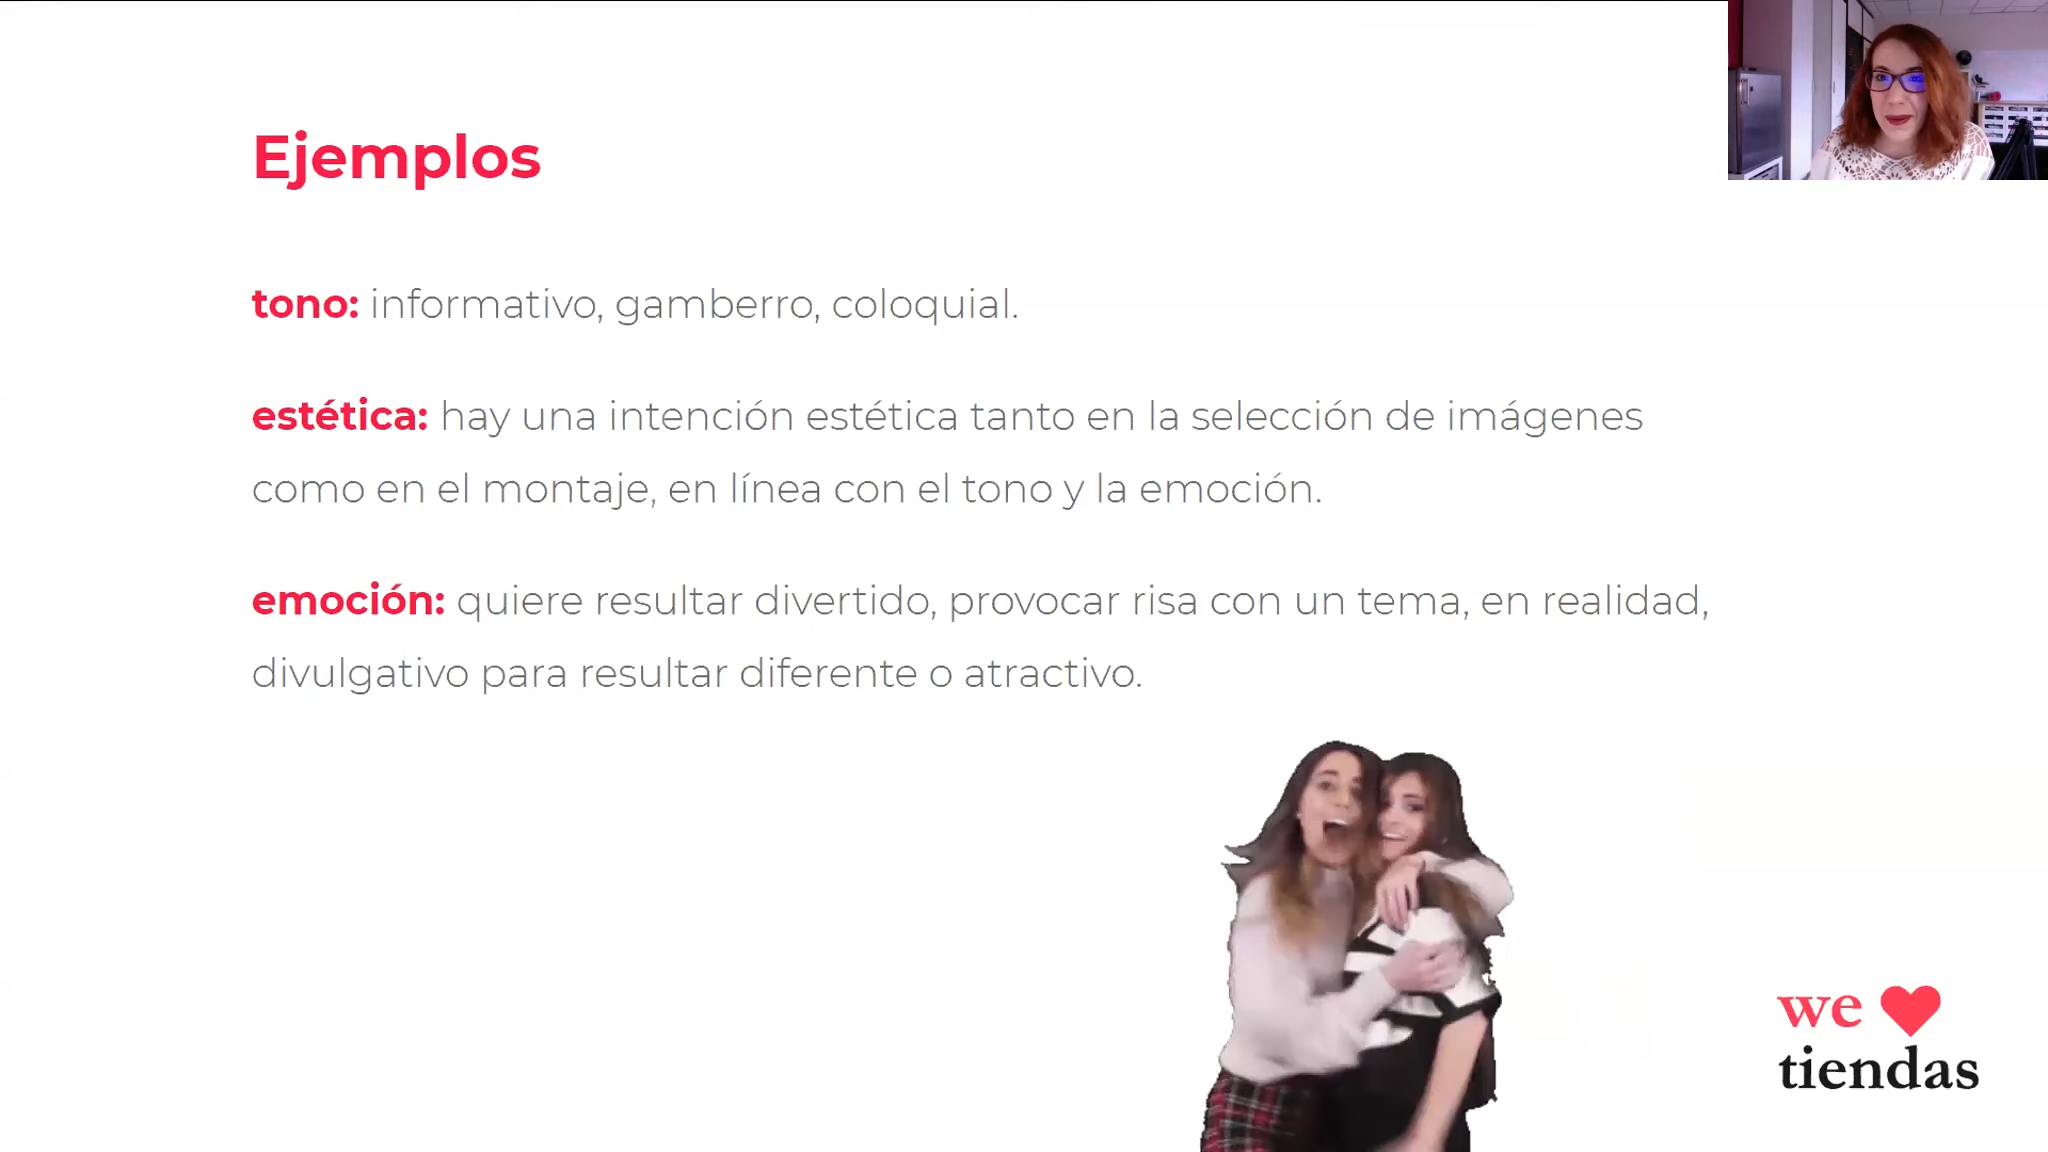 Ejemplos
tono: informativo, gamberro, coloquial.
estética: hay una intención estética tanto en la selección de imágenes
como en el montaje, en línea con el tono y la emoción.
emoción: quiere resultar divertido, provocar risa con un tema, en realidad,
divulgativo para resultar diferente o atractivo.
we
tiendas